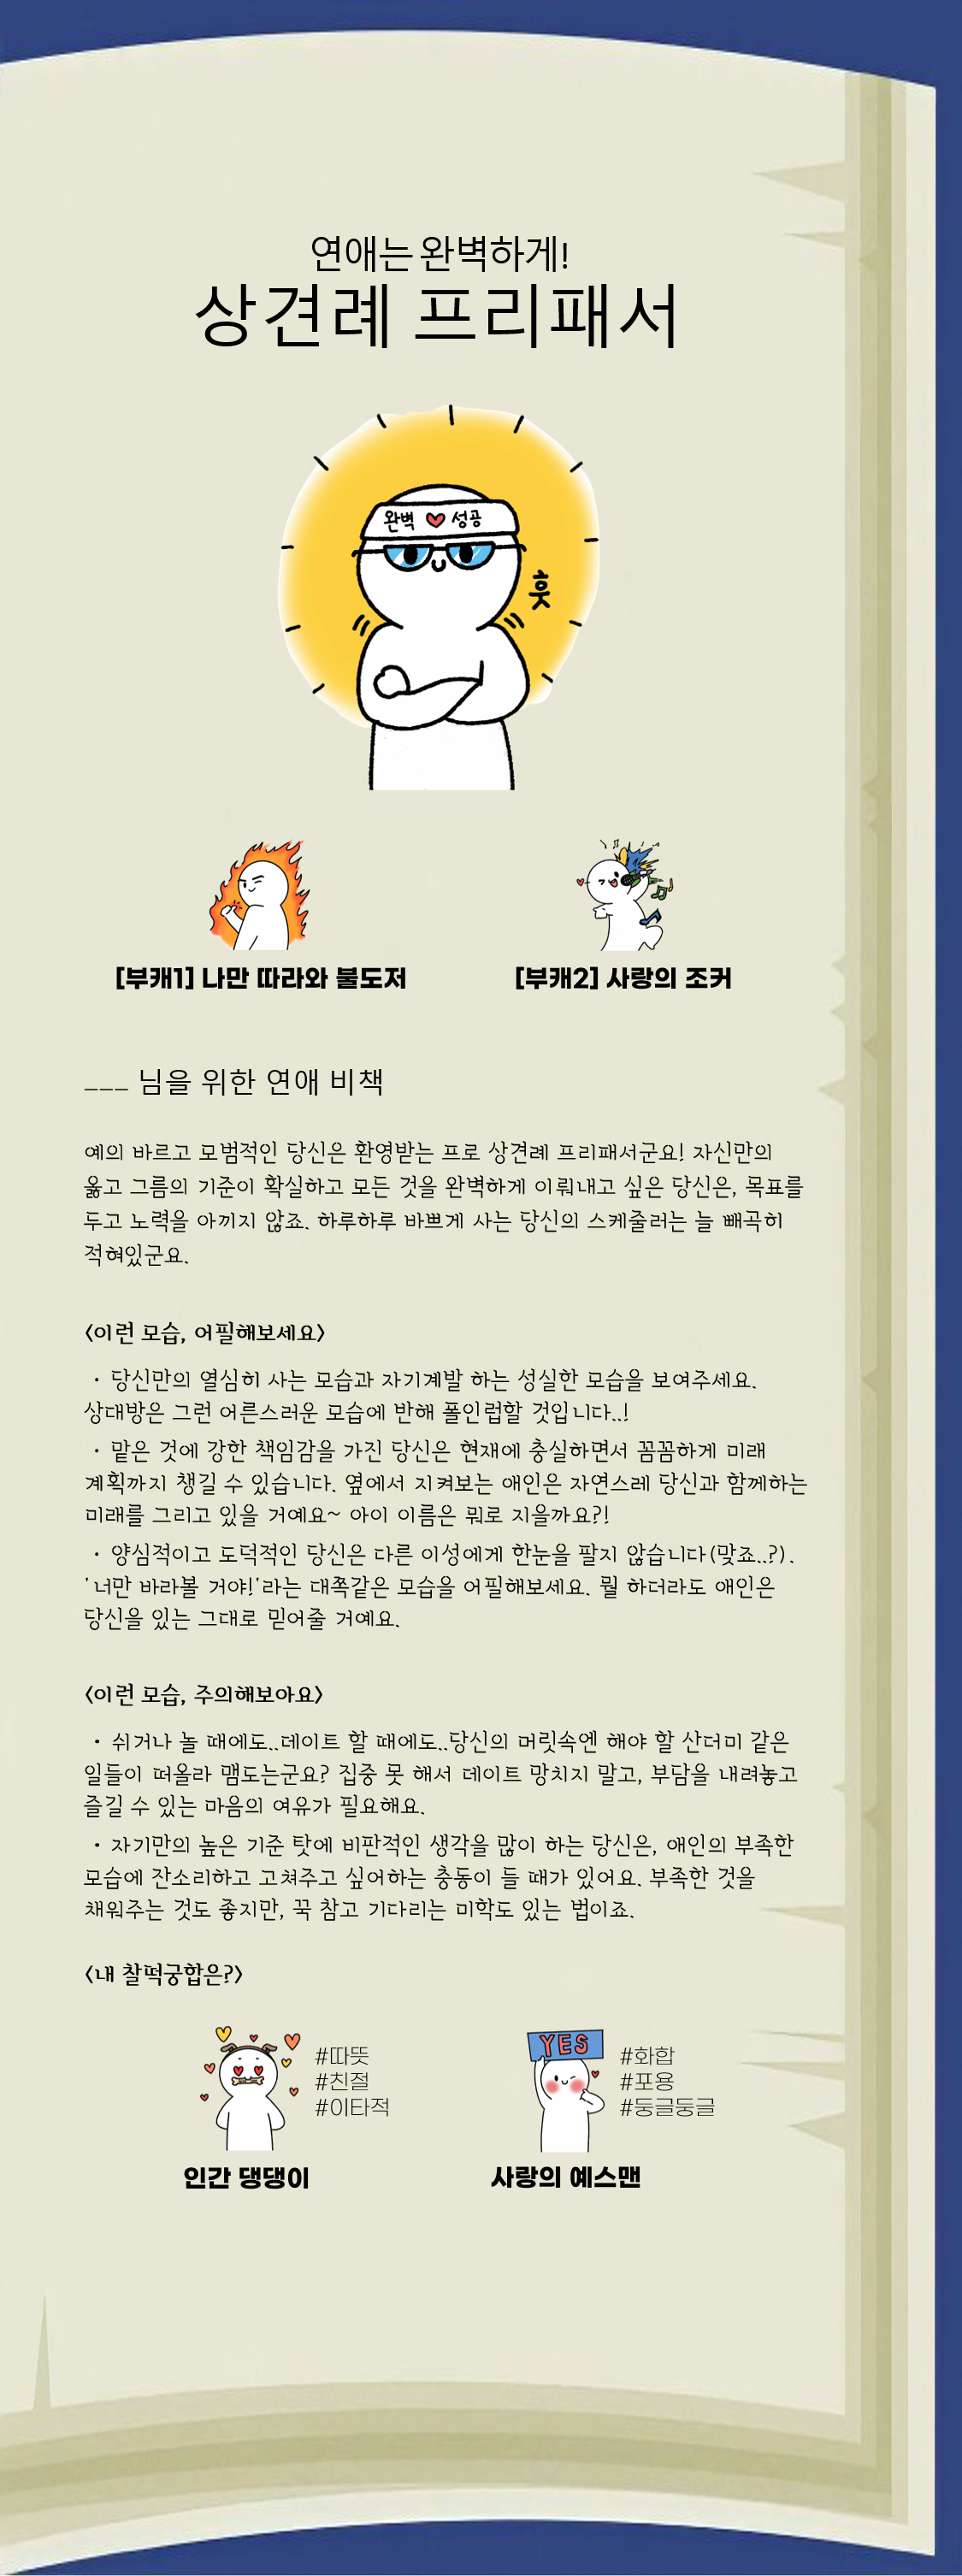 연애는 완벽하게!
상견례 프리패서
완벽 ♥ 성공
훗
[부캐1] 나만 따라와 불도저
[부캐2] 사랑의 조커
___ 님을 위한 연애 비책
예의 바르고 모범적인 당신은 환영받는 프로 상견례 프리패서군요! 자신만의
옳고 그름의 기준이 확실하고 모든 것을 완벽하게 이뤄내고 싶은 당신은, 목표를
두고 노력을 아끼지 않죠. 하루하루 바쁘게 사는 당신의 스케줄러는 늘 빼곡히
적혀있군요.
<이런 모습, 어필해보세요>
· 당신만의 열심히 사는 모습과 자기계발 하는 성실한 모습을 보여주세요.
상대방은 그런 어른스러운 모습에 반해 폴인럽할 것입니다..!
· 맡은 것에 강한 책임감을 가진 당신은 현재에 충실하면서 꼼꼼하게 미래
계획까지 챙길 수 있습니다. 옆에서 지켜보는 애인은 자연스레 당신과 함께하는
미래를 그리고 있을 거예요~ 아이 이름은 뭐로 지을까요?!
· 양심적이고 도덕적인 당신은 다른 이성에게 한눈을 팔지 않습니다(맞죠..?).
'너만 바라볼 거야!'라는 대쪽같은 모습을 어필해보세요. 뭘 하더라도 애인은
당신을 있는 그대로 믿어줄 거예요.
<이런 모습, 주의해보아요>
· 쉬거나 놀 때에도..데이트 할 때에도..당신의 머릿속엔 해야 할 산더미 같은
일들이 떠올라 맴도는군요? 집중 못 해서 데이트 망치지 말고, 부담을 내려놓고
즐길 수 있는 마음의 여유가 필요해요.
· 자기만의 높은 기준 탓에 비판적인 생각을 많이 하는 당신은, 애인의 부족한
모습에 잔소리하고 고쳐주고 싶어하는 충동이 들 때가 있어요. 부족한 것을
채워주는 것도 좋지만, 꾹 참고 기다리는 미학도 있는 법이죠.
<내 찰떡궁합은?>
#따뜻
#친절
#이타적
인간 댕댕이
YES
#화합
#포용
#둥글둥글
사랑의 예스맨